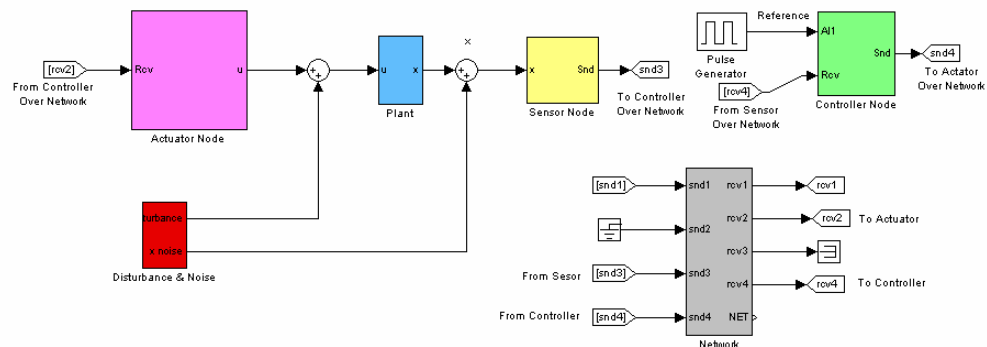 [rcv2]
From Controller
Over Network
Rcv
u
Actuator Node
u
x
Plant
x
x
Snd
Sensor Node
snd3
To Controller
Over Network
Reference
Pulse
Generator
[rcv4]
From Sensor
Over Network
AI1
Rcv
Snd
Controller Node
snd4
To Actator
Over Network
turbance
x noise
Disturbance & Noise
[snd1]
snd1
rcv1
rcv1
snd2
rcv2
rcv2
To Actuator
From Sesor
[snd3]
snd3
rcv3
From Controller
[snd4]
snd4
rcv4
rcv4
To Controller
NET
Network